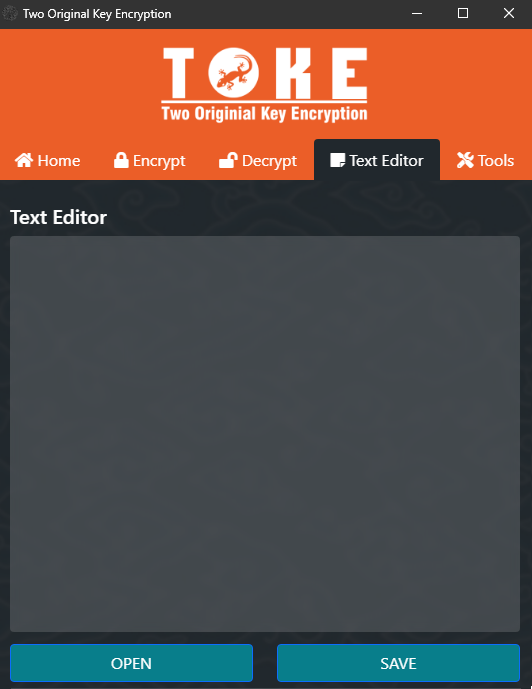 Two Original Key Encryption
TOKE
Two Originial Key Encryption
Home Encrypt Decrypt Text Editor Tools
Text Editor
OPEN SAVE